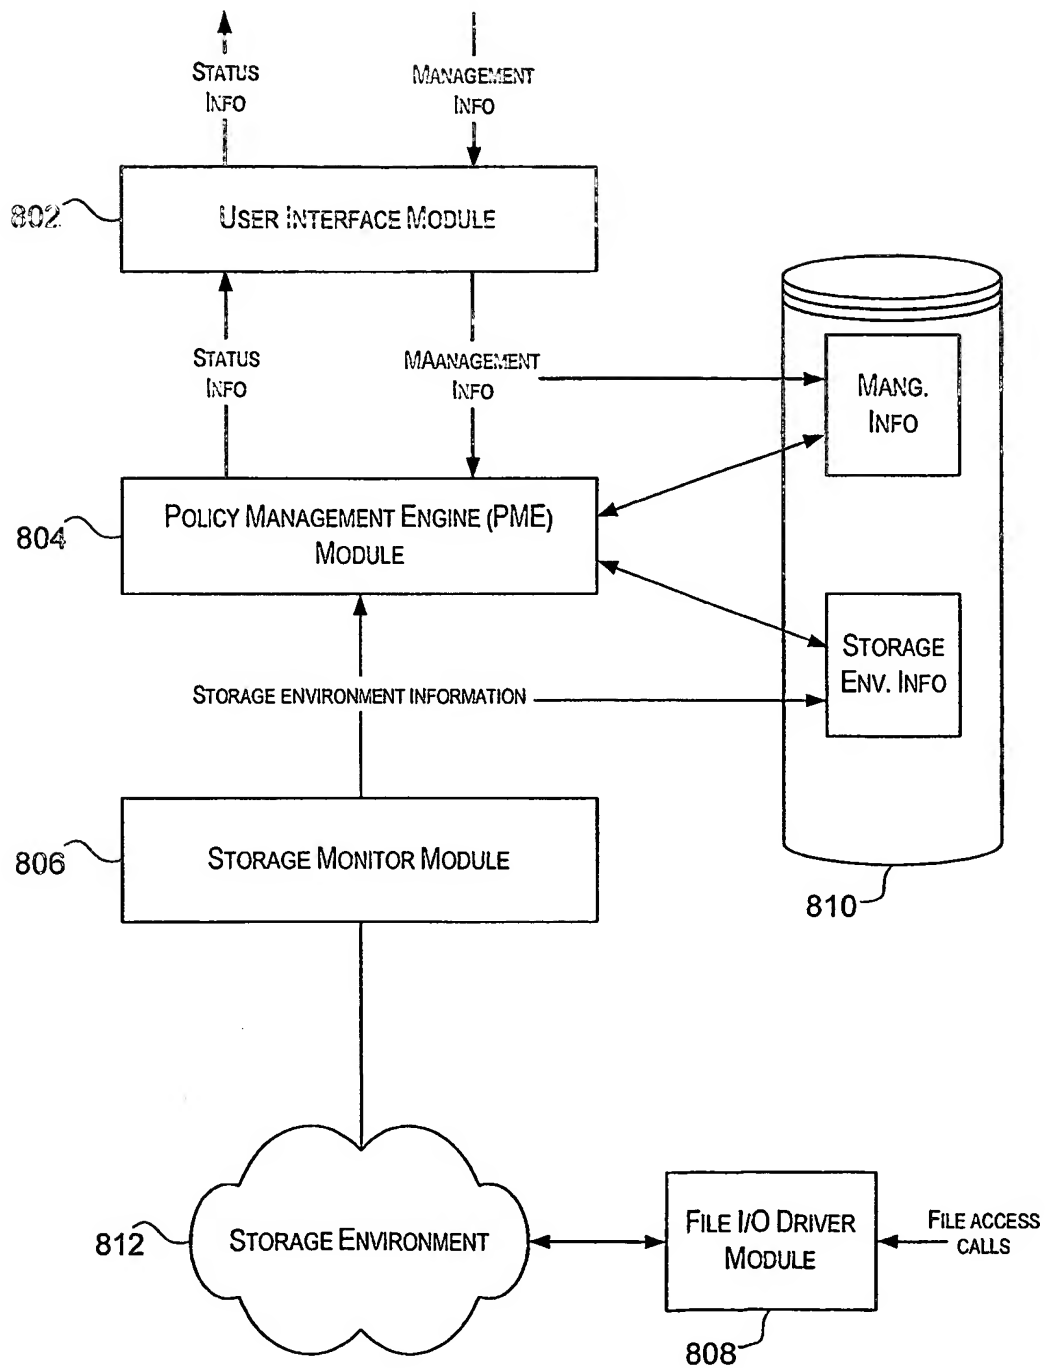 STATUS
INFO
MANAGEMENT
INFO
802
USER INTERFACE MODULE
STATUS
INFO
MAANAGEMENT
INFO
MANG.
INFO
804
POLICY MANAGEMENT ENGINE (PME)
MODULE
STORAGE
ENV. INFO
STORAGE ENVIRONMENT INFORMATION
806
STORAGE MONITOR MODULE
810
812
STORAGE ENVIRONMENT
FILE I/O DRIVER
MODULE
FILE ACCESS
CALLS
808